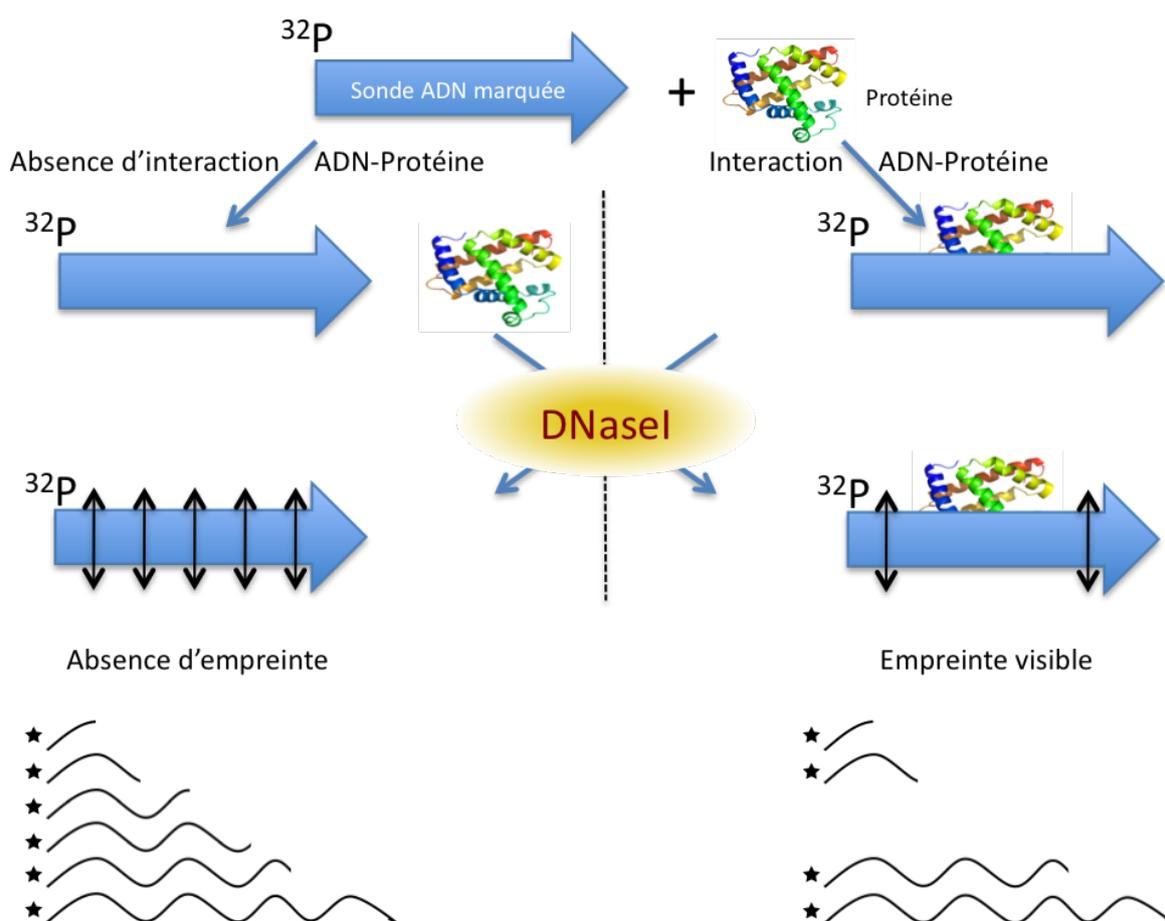 32P
Sonde ADN marquée
+
Protéine
Absence d’interaction ADN-Protéine
Interaction ADN-Protéine
32P
32P
DNaseI
32P
32P
Absence d’empreinte
Empreinte visible